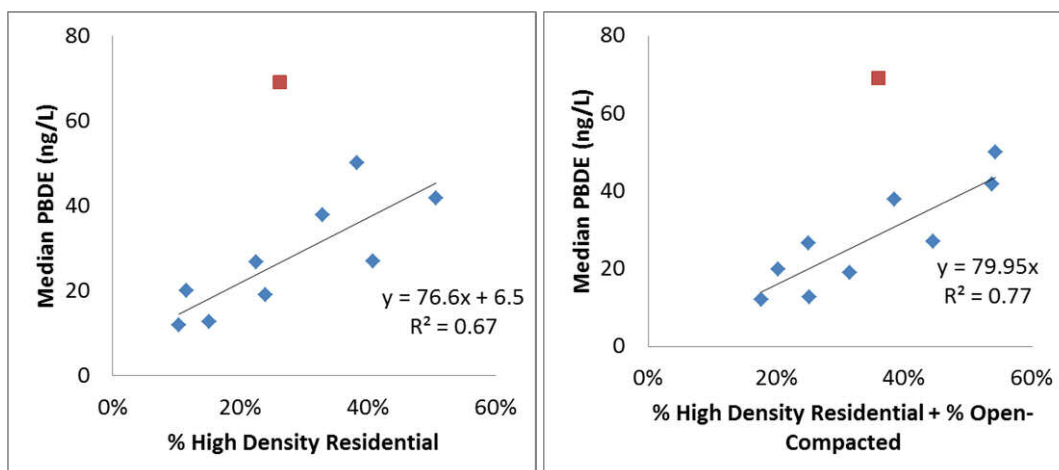 80
60
40
20
0
Median PBDE (ng/L)
y = 76.6x + 6.5
R² = 0.67
0%
20%
40%
60%
% High Density Residential
80
60
40
20
0
Median PBDE (ng/L)
y = 79.95x
R² = 0.77
0%
20%
40%
60%
% High Density Residential + % Open-
Compacted